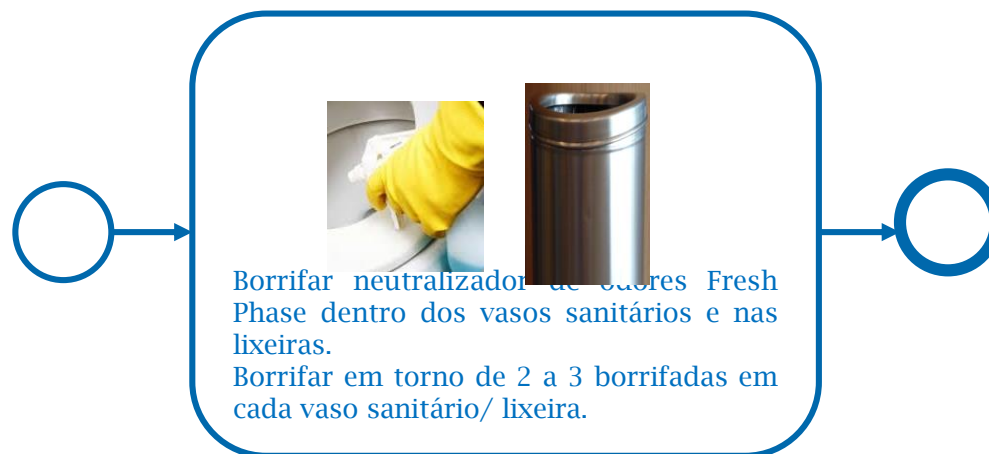 Borrifar neutralizador de odores Fresh
Phase dentro dos vasos sanitários e nas
lixeiras.
Borrifar em torno de 2 a 3 borrifadas em
cada vaso sanitário/ lixeira.